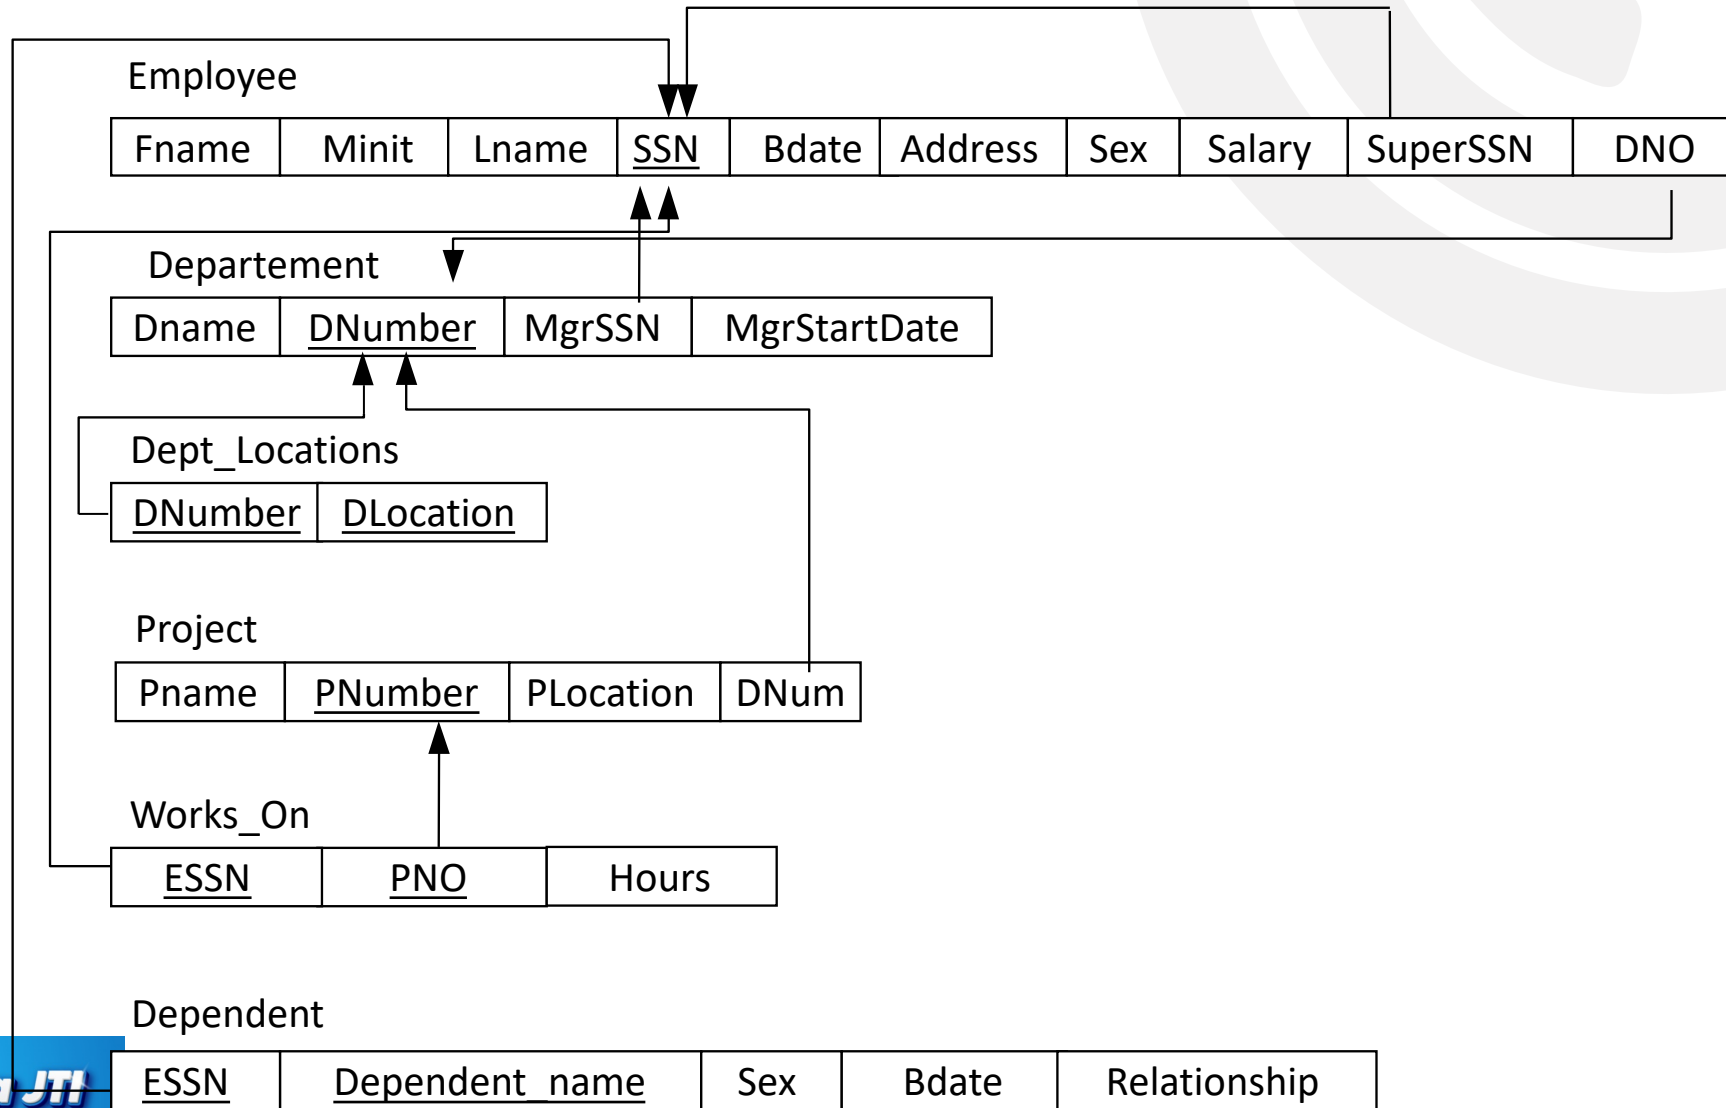 Employee
Fname Minit Lname SSN Bdate Address Sex Salary SuperSSN DNO
Departement
Dname DNumber MgrSSN MgrStartDate
Dept_Locations
DNumber DLocation
Project
Pname PNumber PLocation DNum
Works_On
ESSN PNO Hours
Dependent
JTI
ESSN Dependent_name Sex Bdate Relationship